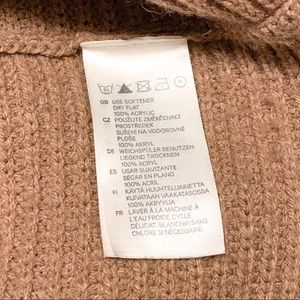 GB USE SOFTENER
DRY FLAT
100% ACRYLIC
CZ POUŽIJTE ZMĚKČOVACÍ
PROSTŘEDEK
SUŠENÍ NA VODOROVNÉ
PLOŠE
100% AKRYL
DE WEICHSPÜLER BENUTZEN
LIEGEND TROCKNEN
100% ACRYL
ES USAR SUAVIZANTE
SECAR EN PLANO
100% ACRIL
FI KÄYTÄ HUUHTELUAINETTA
KUIVATAAN VAAKATASOSSA
100% AKRYYLI
FR LAVER À LA MACHINE À
L'EAU FROIDE CYCLE
DÉLICAT, BLANCHIR SANS
CHLORE SI NÉCESSAIRE.